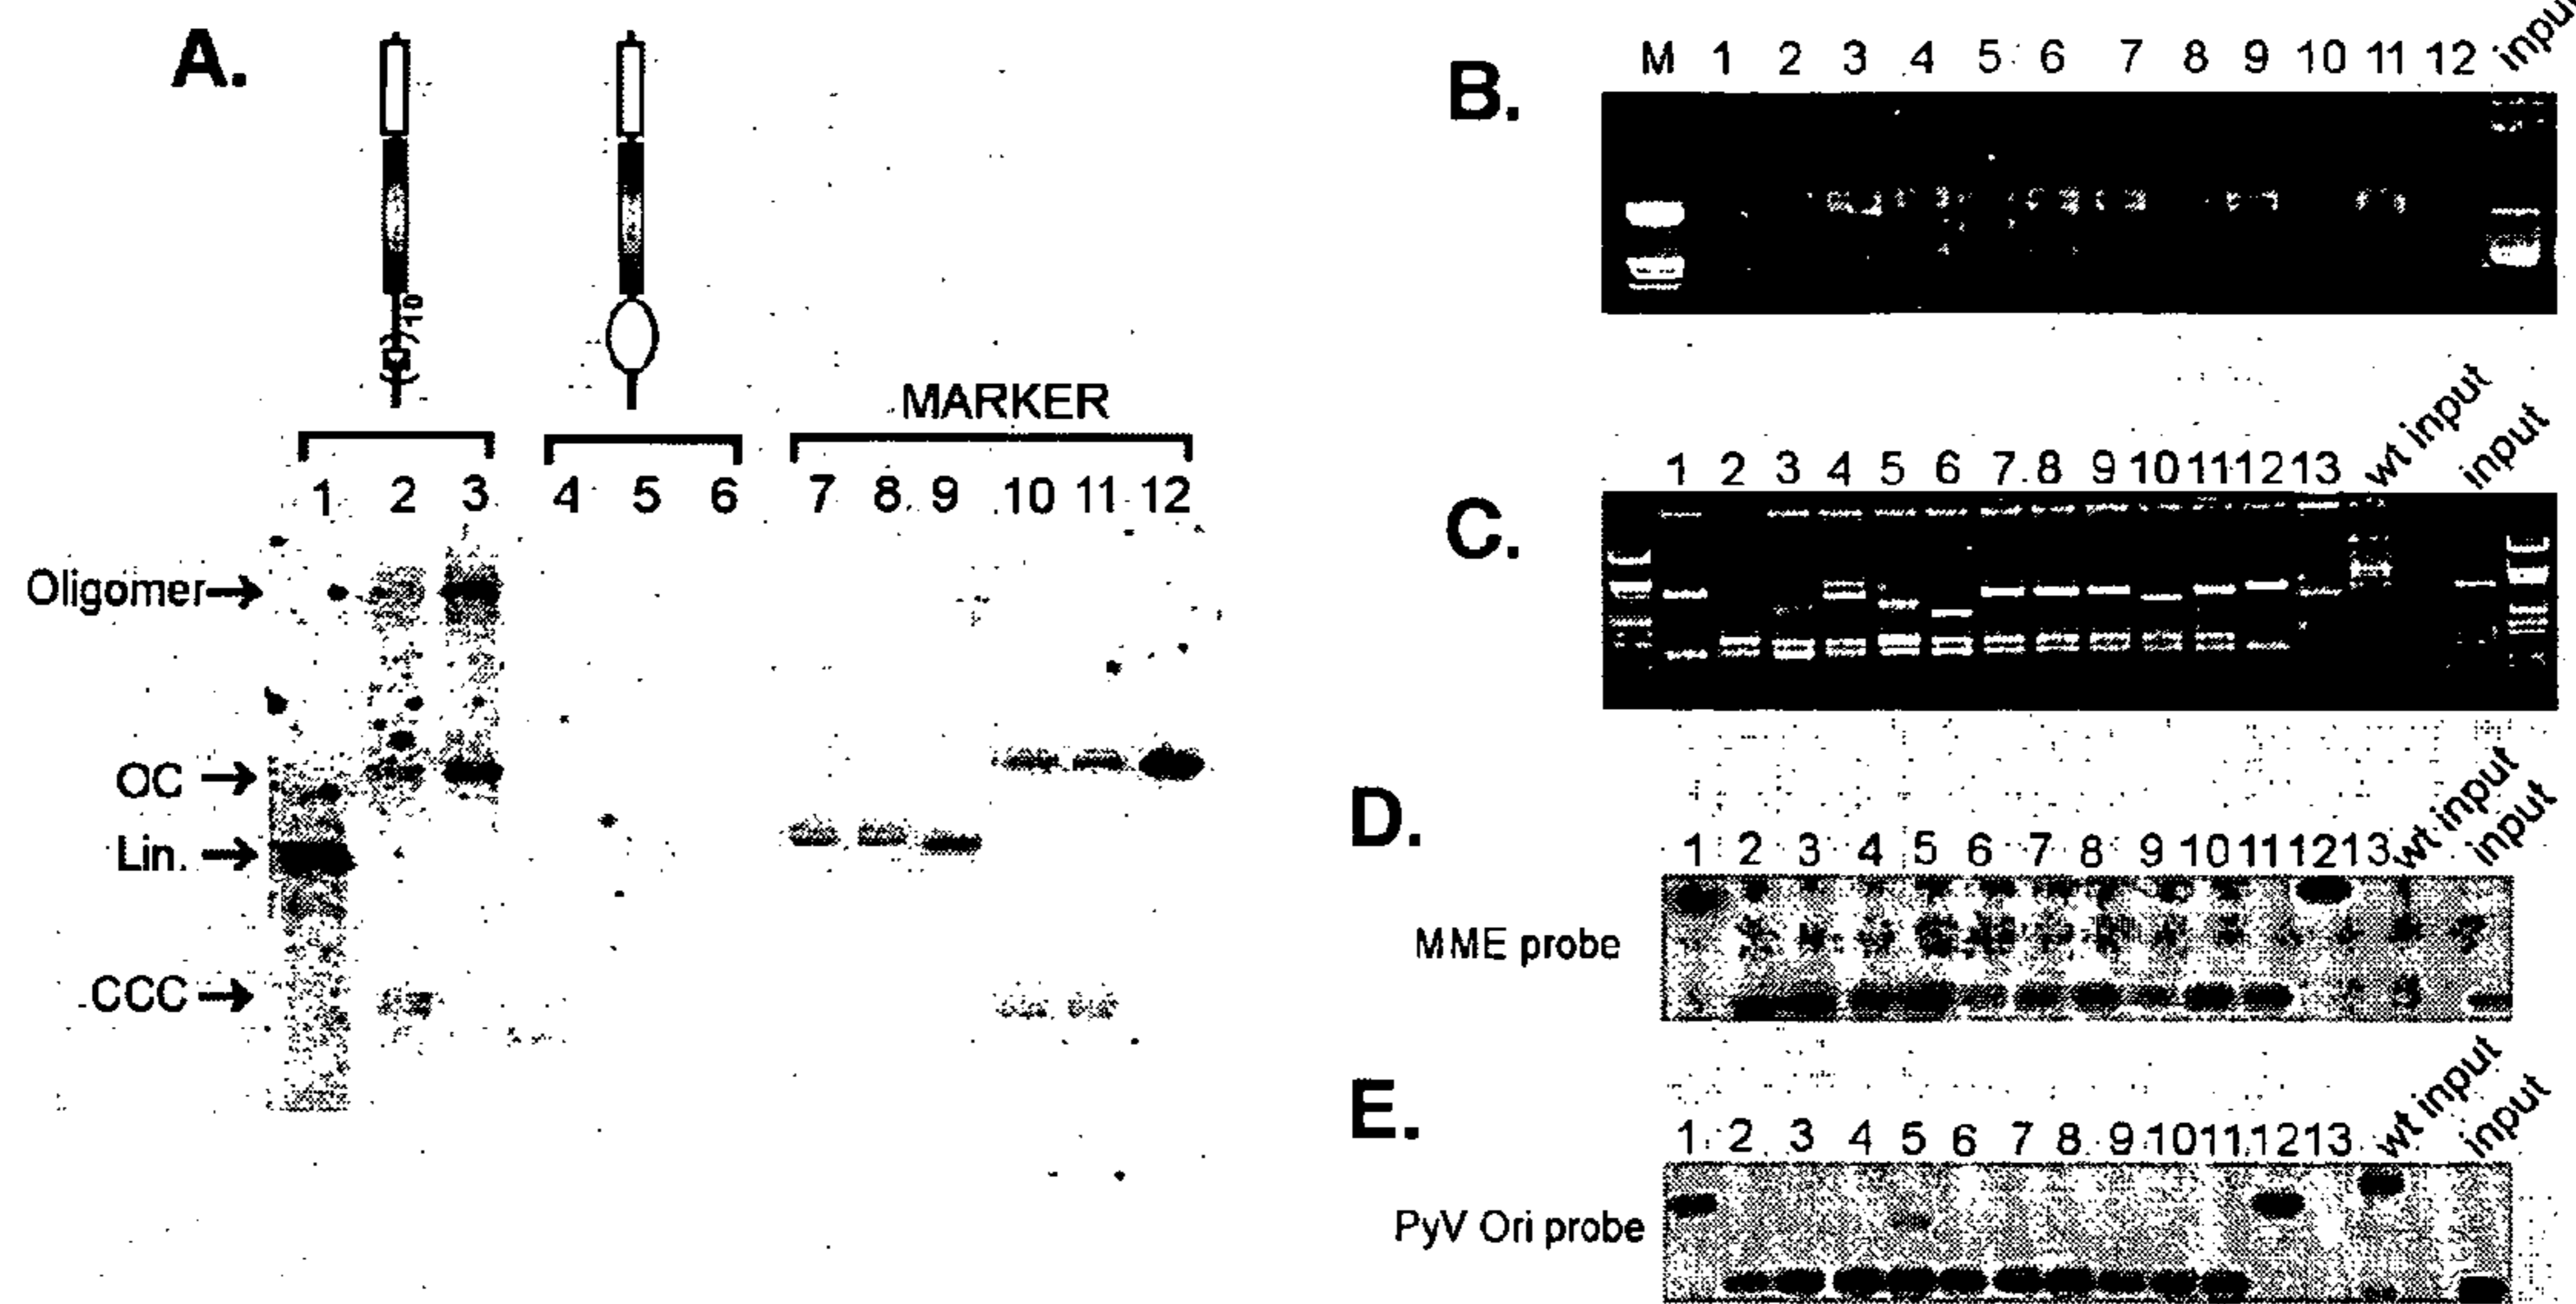 A.
)10
(E)
MARKER
1 2 3 4 5 6 7 8 9 10 11 12
Oligomer→
OC →
Lin. →
CCC →
B.
M 1 2 3 4 5 6 7 8 9 10 11 12 input
C.
1 2 3 4 5 6 7 8 9 10 11 12 13 wt input input
D.
1 2 3 4 5 6 7 8 9 10 11 12 13 wt input input
MME probe
E.
1 2 3 4 5 6 7 8 9 10 11 12 13 wt input input
PyV Ori probe